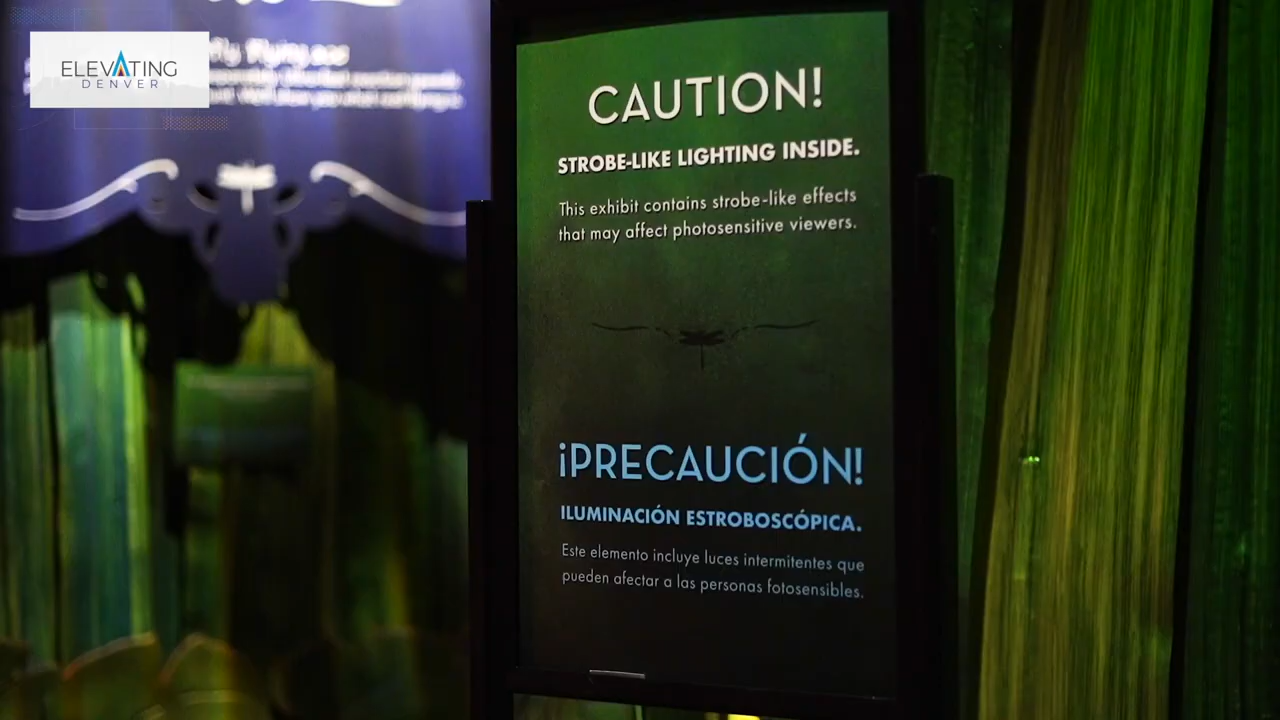 ELEVATING
DENVER
CAUTION!
STROBE-LIKE LIGHTING INSIDE.
This exhibit contains strobe-like effects
that may affect photosensitive viewers.
¡PRECAUCIÓN!
ILUMINACIÓN ESTROBOSCÓPICA.
Este elemento incluye luces intermitentes que
pueden afectar a las personas fotosensibles.